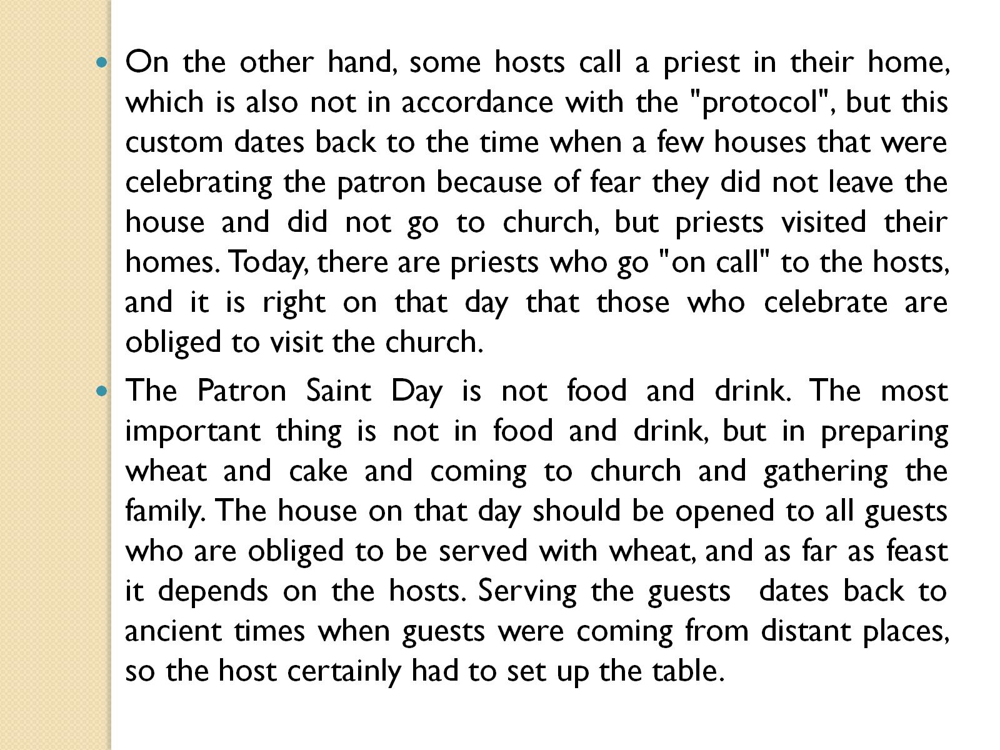 On the other hand, some hosts call a priest in their home,
which is also not in accordance with the "protocol", but this
custom dates back to the time when a few houses that were
celebrating the patron because of fear they did not leave the
house and did not go to church, but priests visited their
homes. Today, there are priests who go "on call" to the hosts,
and it is right on that day that those who celebrate are
obliged to visit the church.
The Patron Saint Day is not food and drink. The most
important thing is not in food and drink, but in preparing
wheat and cake and coming to church and gathering the
family. The house on that day should be opened to all guests
who are obliged to be served with wheat, and as far as feast
it depends on the hosts. Serving the guests  dates back to
ancient times when guests were coming from distant places,
so the host certainly had to set up the table.